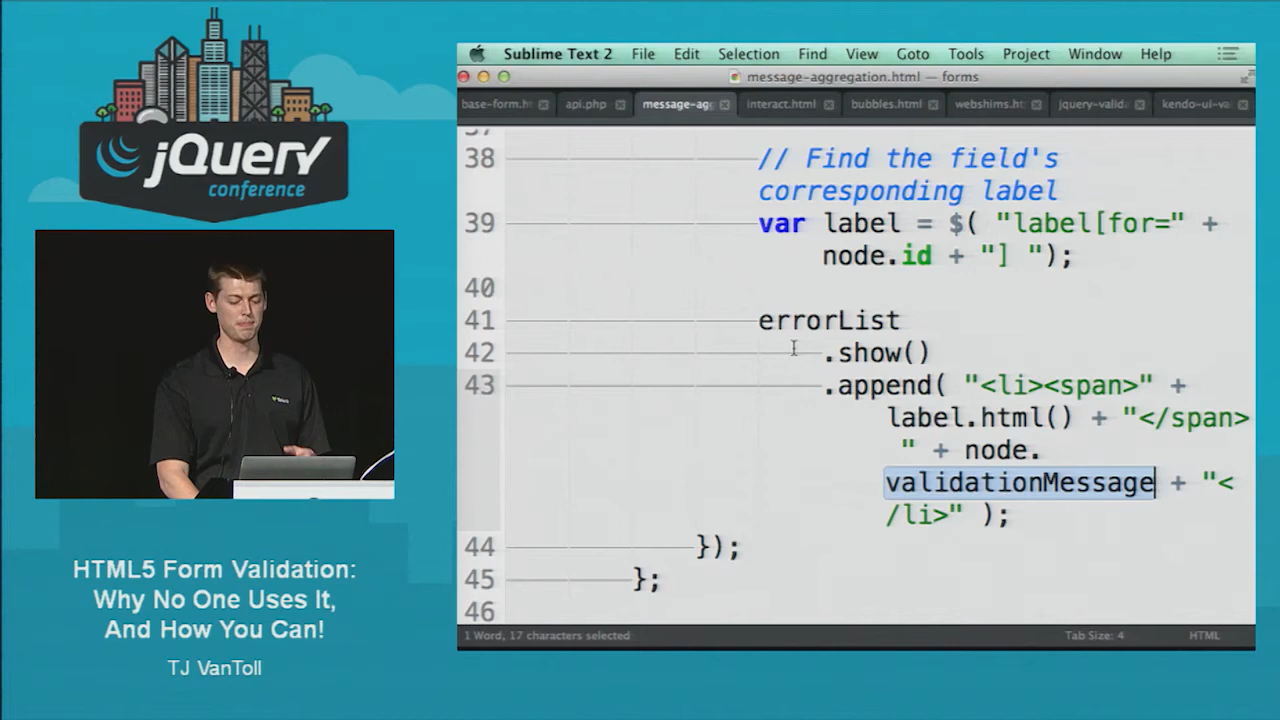 jQuery
conference
HTML5 Form Validation:
Why No One Uses It,
And How You Can!
TJ VanToll
Sublime Text 2 File Edit Selection Find View Goto Tools Project Window Help
message-aggregation.html — forms
base-form.h api.php message-ag interact.html bubbles.html webshims.ht jquery-valid kendo-ui-va
37
38 // Find the field's
corresponding label
39 var label = $( "label[for=" +
node.id + "] ");
40
41 errorList
42 .show()
43 .append( "<li><span>" +
label.html() + "</span>
" + node.
validationMessage + "<
/li>" );
44 });
45 };
46
1 Word, 17 characters selected Tab Size: 4 HTML